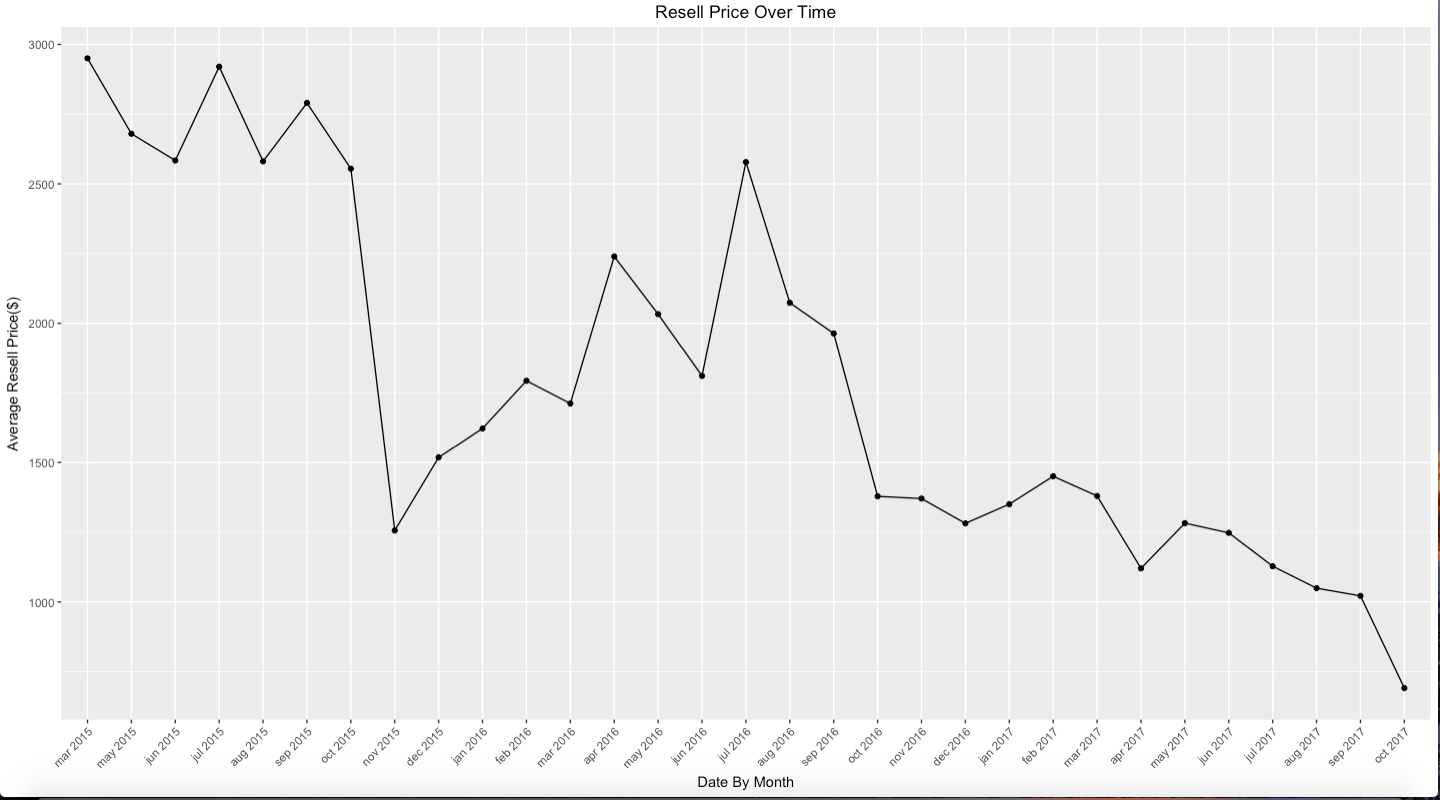 Resell Price Over Time
Average Resell Price($)
3000
2500
2000
1500
1000
mar 2015
may 2015
jun 2015
jul 2015
aug 2015
sep 2015
oct 2015
nov 2015
dec 2015
jan 2016
feb 2016
mar 2016
apr 2016
may 2016
jun 2016
jul 2016
aug 2016
sep 2016
oct 2016
nov 2016
dec 2016
jan 2017
feb 2017
mar 2017
apr 2017
may 2017
jun 2017
jul 2017
aug 2017
sep 2017
oct 2017
Date By Month